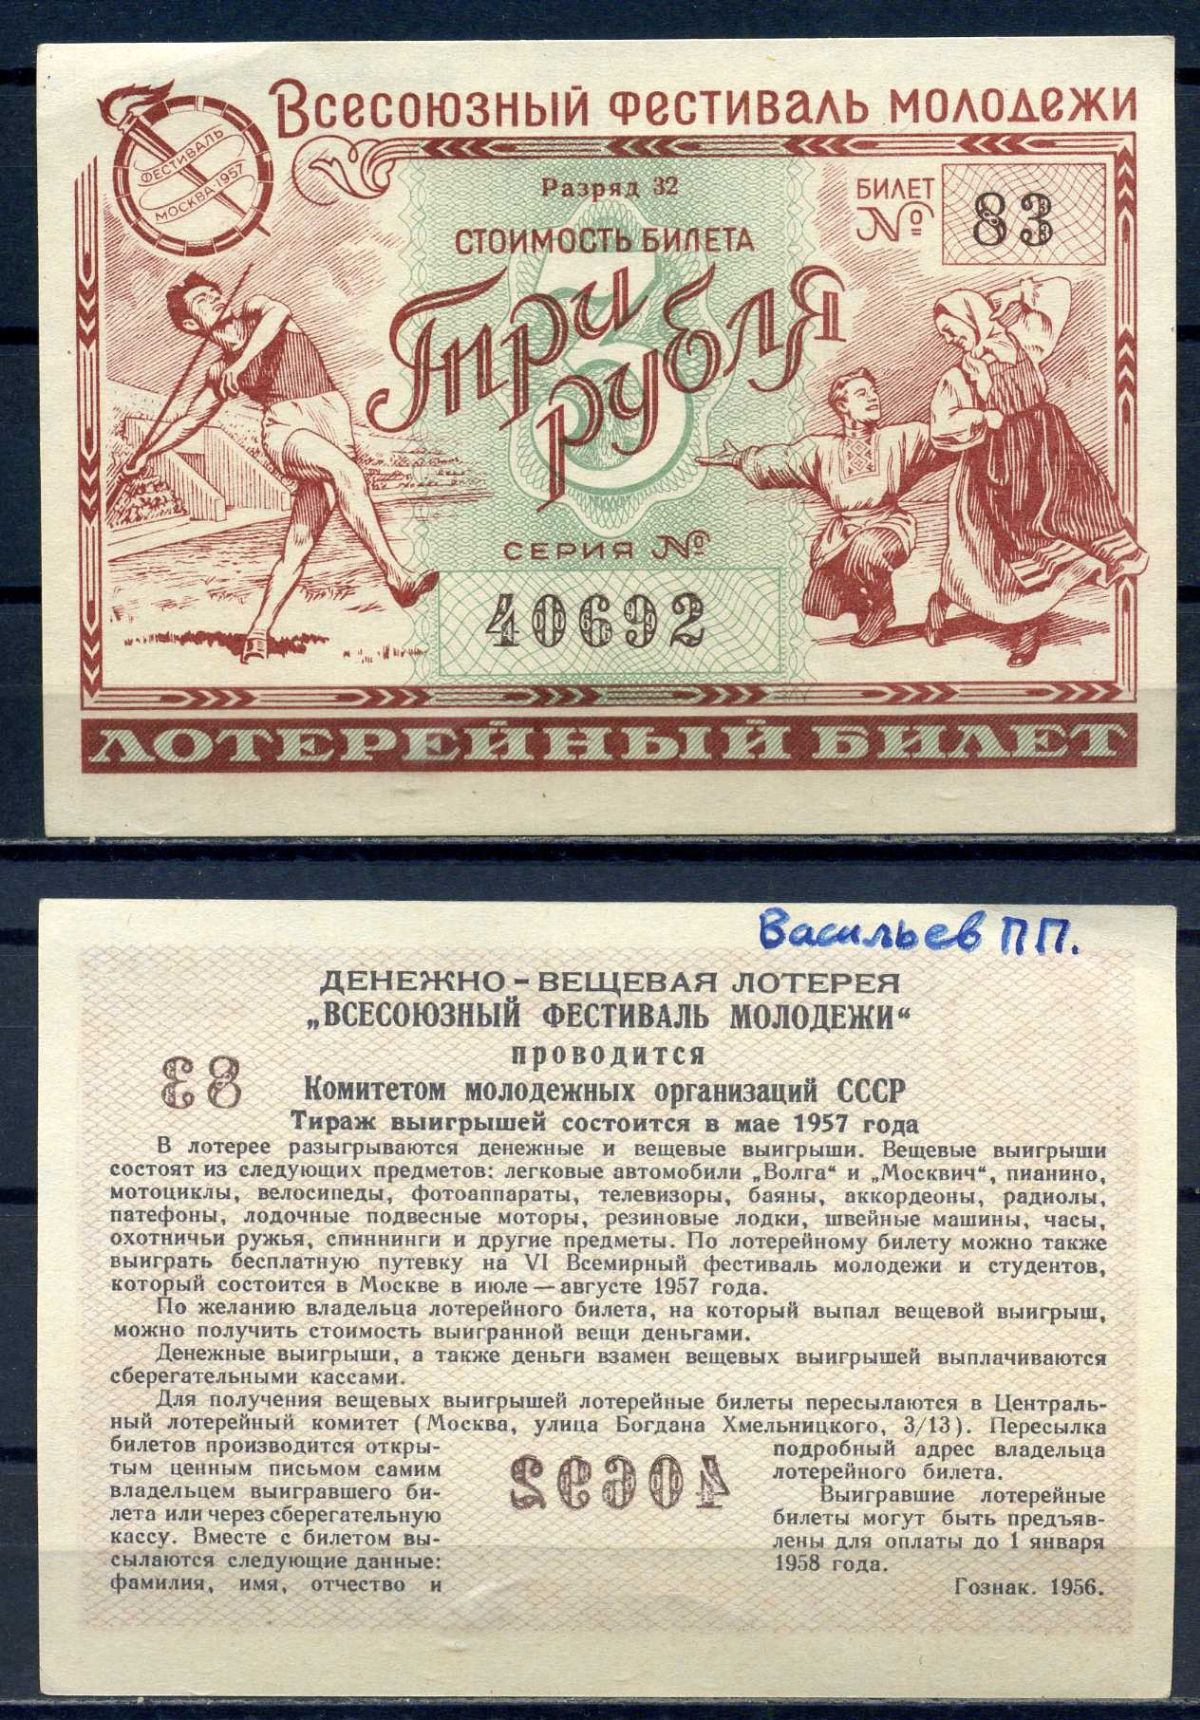 Всесоюзный фестиваль молодежи
ФЕСТИВАЛЬ
МОСКВА 1957
Разряд 32
СТОИМОСТЬ БИЛЕТА
3
Три рубля
БИЛЕТ
№ 83
СЕРИЯ №
40692
ЛОТЕРЕЙНЫЙ БИЛЕТ
Васильев П П.
ДЕНЕЖНО-ВЕЩЕВАЯ ЛОТЕРЕЯ
„ВСЕСОЮЗНЫЙ ФЕСТИВАЛЬ МОЛОДЕЖИ“
проводится
Комитетом молодежных организаций СССР
83
Тираж выигрышей состоится в мае 1957 года
В лотерее разыгрываются денежные и вещевые выигрыши. Вещевые выигрыши
состоят из следующих предметов: легковые автомобили „Волга“ и „Москвич“, пианино,
мотоциклы, велосипеды, фотоаппараты, телевизоры, баяны, аккордеоны, радиолы,
патефоны, лодочные подвесные моторы, резиновые лодки, швейные машины, часы,
охотничьи ружья, спиннинги и другие предметы. По лотерейному билету можно также
выиграть бесплатную путевку на VI Всемирный фестиваль молодежи и студентов,
который состоится в Москве в июле — августе 1957 года.
По желанию владельца лотерейного билета, на который выпал вещевой выигрыш,
можно получить стоимость выигранной вещи деньгами.
Денежные выигрыши, а также деньги взамен вещевых выигрышей выплачиваются
сберегательными кассами.
Для получения вещевых выигрышей лотерейные билеты пересылаются в Централь-
ный лотерейный комитет (Москва, улица Богдана Хмельницкого, 3/13). Пересылка
билетов производится откры-
тым ценным письмом самим
владельцем выигравшего би-
лета или через сберегательную
кассу. Вместе с билетом вы-
сылаются следующие данные:
фамилия, имя, отчество и
40692
подробный адрес владельца
лотерейного билета.
Выигравшие лотерейные
билеты могут быть предъяв-
лены для оплаты до 1 января
1958 года.
Гознак. 1956.